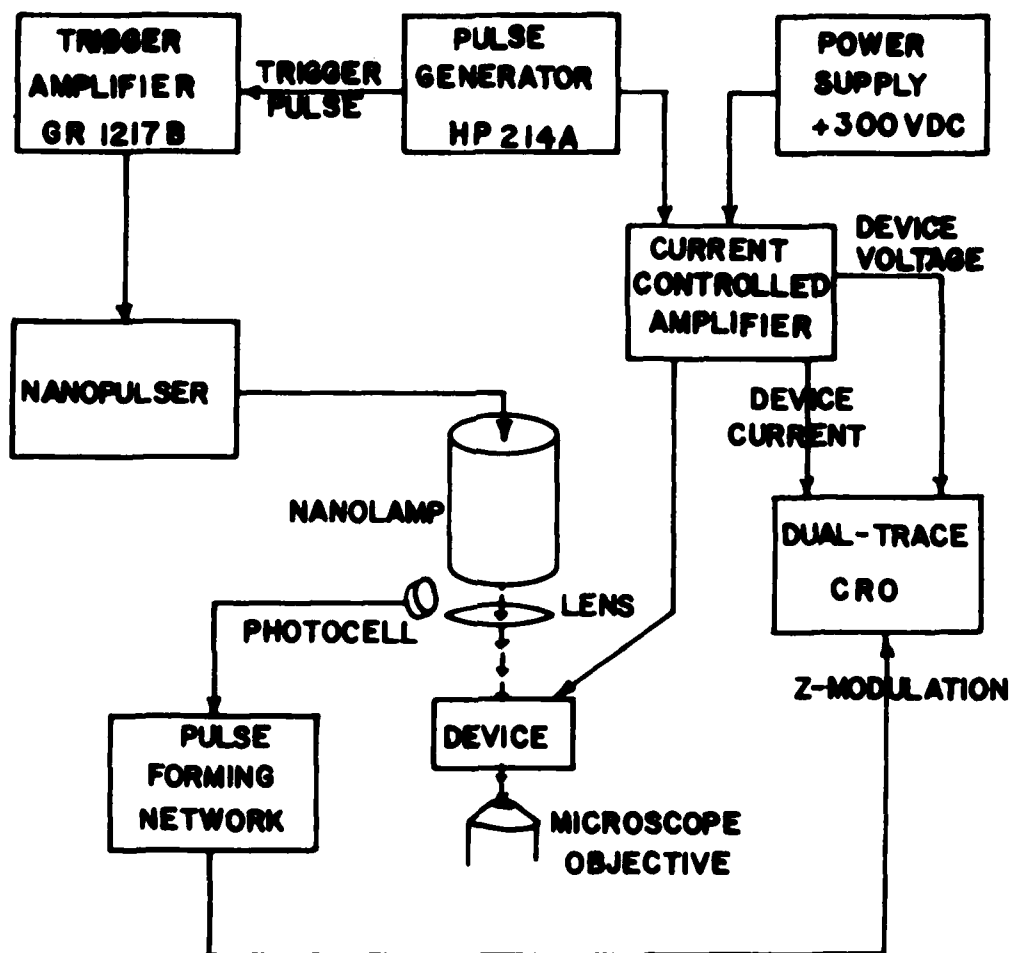 TRIGGER
AMPLIFIER
GR 1217B
TRIGGER
PULSE
PULSE
GENERATOR
HP 214A
POWER
SUPPLY
+300 VDC
CURRENT
CONTROLLED
AMPLIFIER
DEVICE
VOLTAGE
NANOPULSER
DEVICE
CURRENT
NANOLAMP
DUAL-TRACE
CRO
LENS
PHOTOCELL
Z-MODULATION
PULSE
FORMING
NETWORK
DEVICE
MICROSCOPE
OBJECTIVE